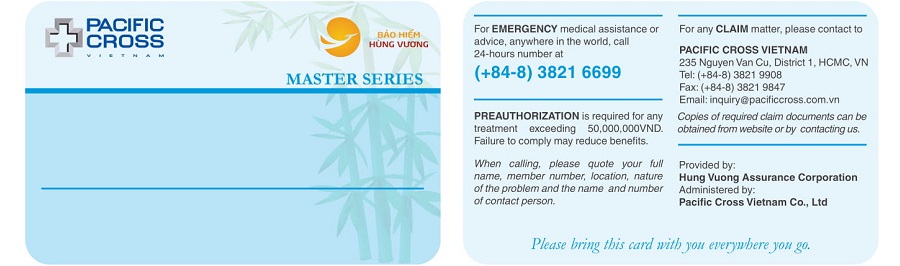 PACIFIC
CROSS
VIETNAM
BẢO HIỂM
HÙNG VƯƠNG
MASTER SERIES
For EMERGENCY medical assistance or
advice, anywhere in the world, call
24-hours number at
(+84-8) 3821 6699
PREAUTHORIZATION is required for any
treatment exceeding 50,000,000VND.
Failure to comply may reduce benefits.
When calling, please quote your full
name, member number, location, nature
of the problem and the name and number
of contact person.
For any CLAIM matter, please contact to
PACIFIC CROSS VIETNAM
235 Nguyen Van Cu, District 1, HCMC, VN
Tel: (+84-8) 3821 9908
Fax: (+84-8) 3821 9847
Email: inquiry@pacificcross.com.vn
Copies of required claim documents can be
obtained from website or by contacting us.
Provided by:
Hung Vuong Assurance Corporation
Administered by:
Pacific Cross Vietnam Co., Ltd
Please bring this card with you everywhere you go.